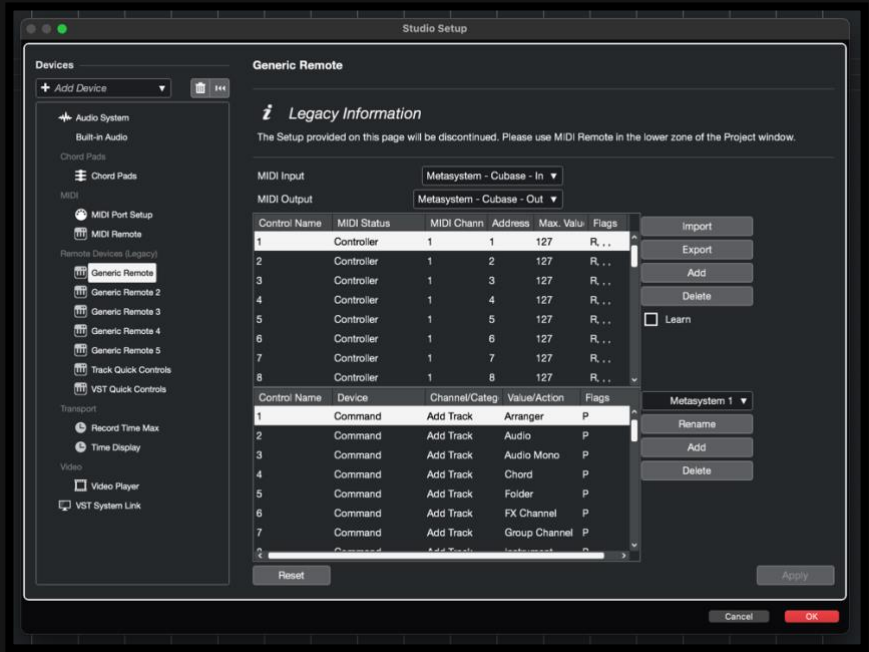 Studio Setup
Devices
+ Add Device
Audio System
Built-in Audio
Chord Pads
Chord Pads
MIDI
MIDI Port Setup
MIDI Remote
Remote Devices (Legacy)
Generic Remote
Generic Remote 2
Generic Remote 3
Generic Remote 4
Generic Remote 5
Track Quick Controls
VST Quick Controls
Transport
Record Time Max
Time Display
Video
Video Player
VST System Link
Generic Remote
i Legacy Information
The Setup provided on this page will be discontinued. Please use MIDI Remote in the lower zone of the Project window.
MIDI Input Metasystem - Cubase - In
MIDI Output Metasystem - Cubase - Out
Control Name MIDI Status MIDI Chann Address Max. Valu Flags
1 Controller 1 1 127 R, , ,
2 Controller 1 2 127 R, , ,
3 Controller 1 3 127 R, , ,
4 Controller 1 4 127 R, , ,
5 Controller 1 5 127 R, , ,
6 Controller 1 6 127 R, , ,
7 Controller 1 7 127 R, , ,
8 Controller 1 8 127 R, , ,
Import
Export
Add
Delete
Learn
Control Name Device Channel/Categ Value/Action Flags
1 Command Add Track Arranger P
2 Command Add Track Audio P
3 Command Add Track Audio Mono P
4 Command Add Track Chord P
5 Command Add Track Folder P
6 Command Add Track FX Channel P
7 Command Add Track Group Channel P
Metasystem 1
Rename
Add
Delete
Reset
Apply
Cancel
OK